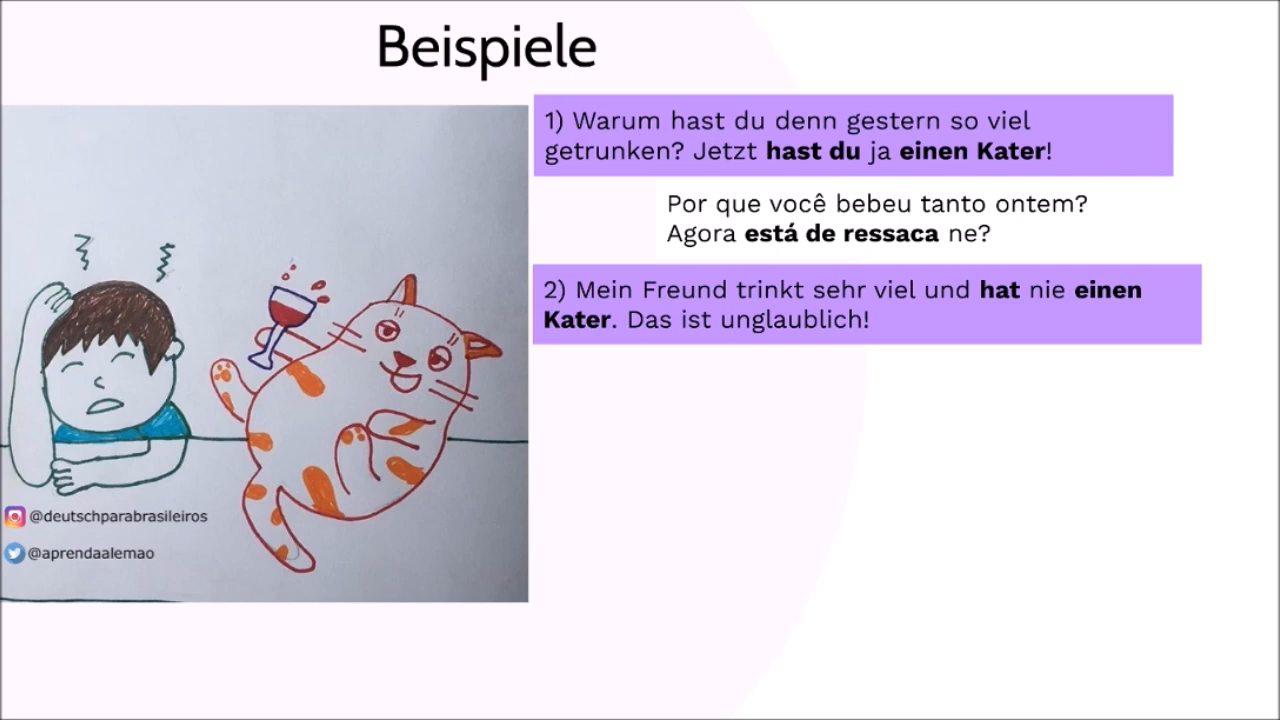 Beispiele
1) Warum hast du denn gestern so viel
getrunken? Jetzt hast du ja einen Kater!
Por que você bebeu tanto ontem?
Agora está de ressaca ne?
2) Mein Freund trinkt sehr viel und hat nie einen
Kater. Das ist unglaublich!
@deutschparabrasileiros
@aprendaalemao